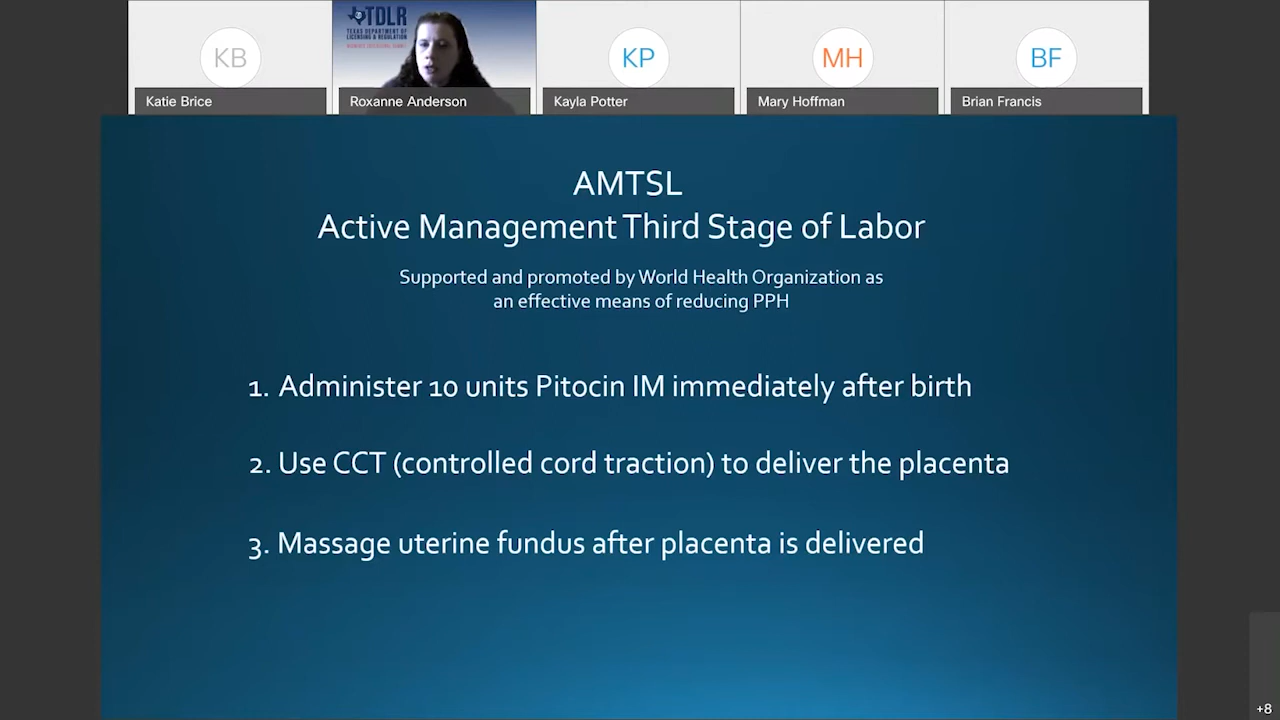 KB
TDLR
TEXAS DEPARTMENT OF
LICENSING & REGULATION
KP
MH
BF
Katie Brice
Roxanne Anderson
Kayla Potter
Mary Hoffman
Brian Francis
AMTSL
Active Management Third Stage of Labor
Supported and promoted by World Health Organization as
an effective means of reducing PPH
1. Administer 10 units Pitocin IM immediately after birth
2. Use CCT (controlled cord traction) to deliver the placenta
3. Massage uterine fundus after placenta is delivered
+8